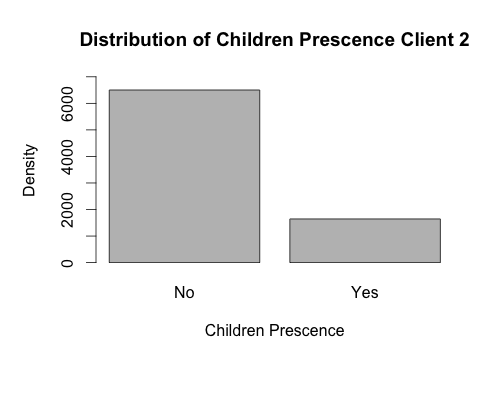 Distribution of Children Prescence Client 2
Density
6000
4000
2000
0
No Yes
Children Prescence